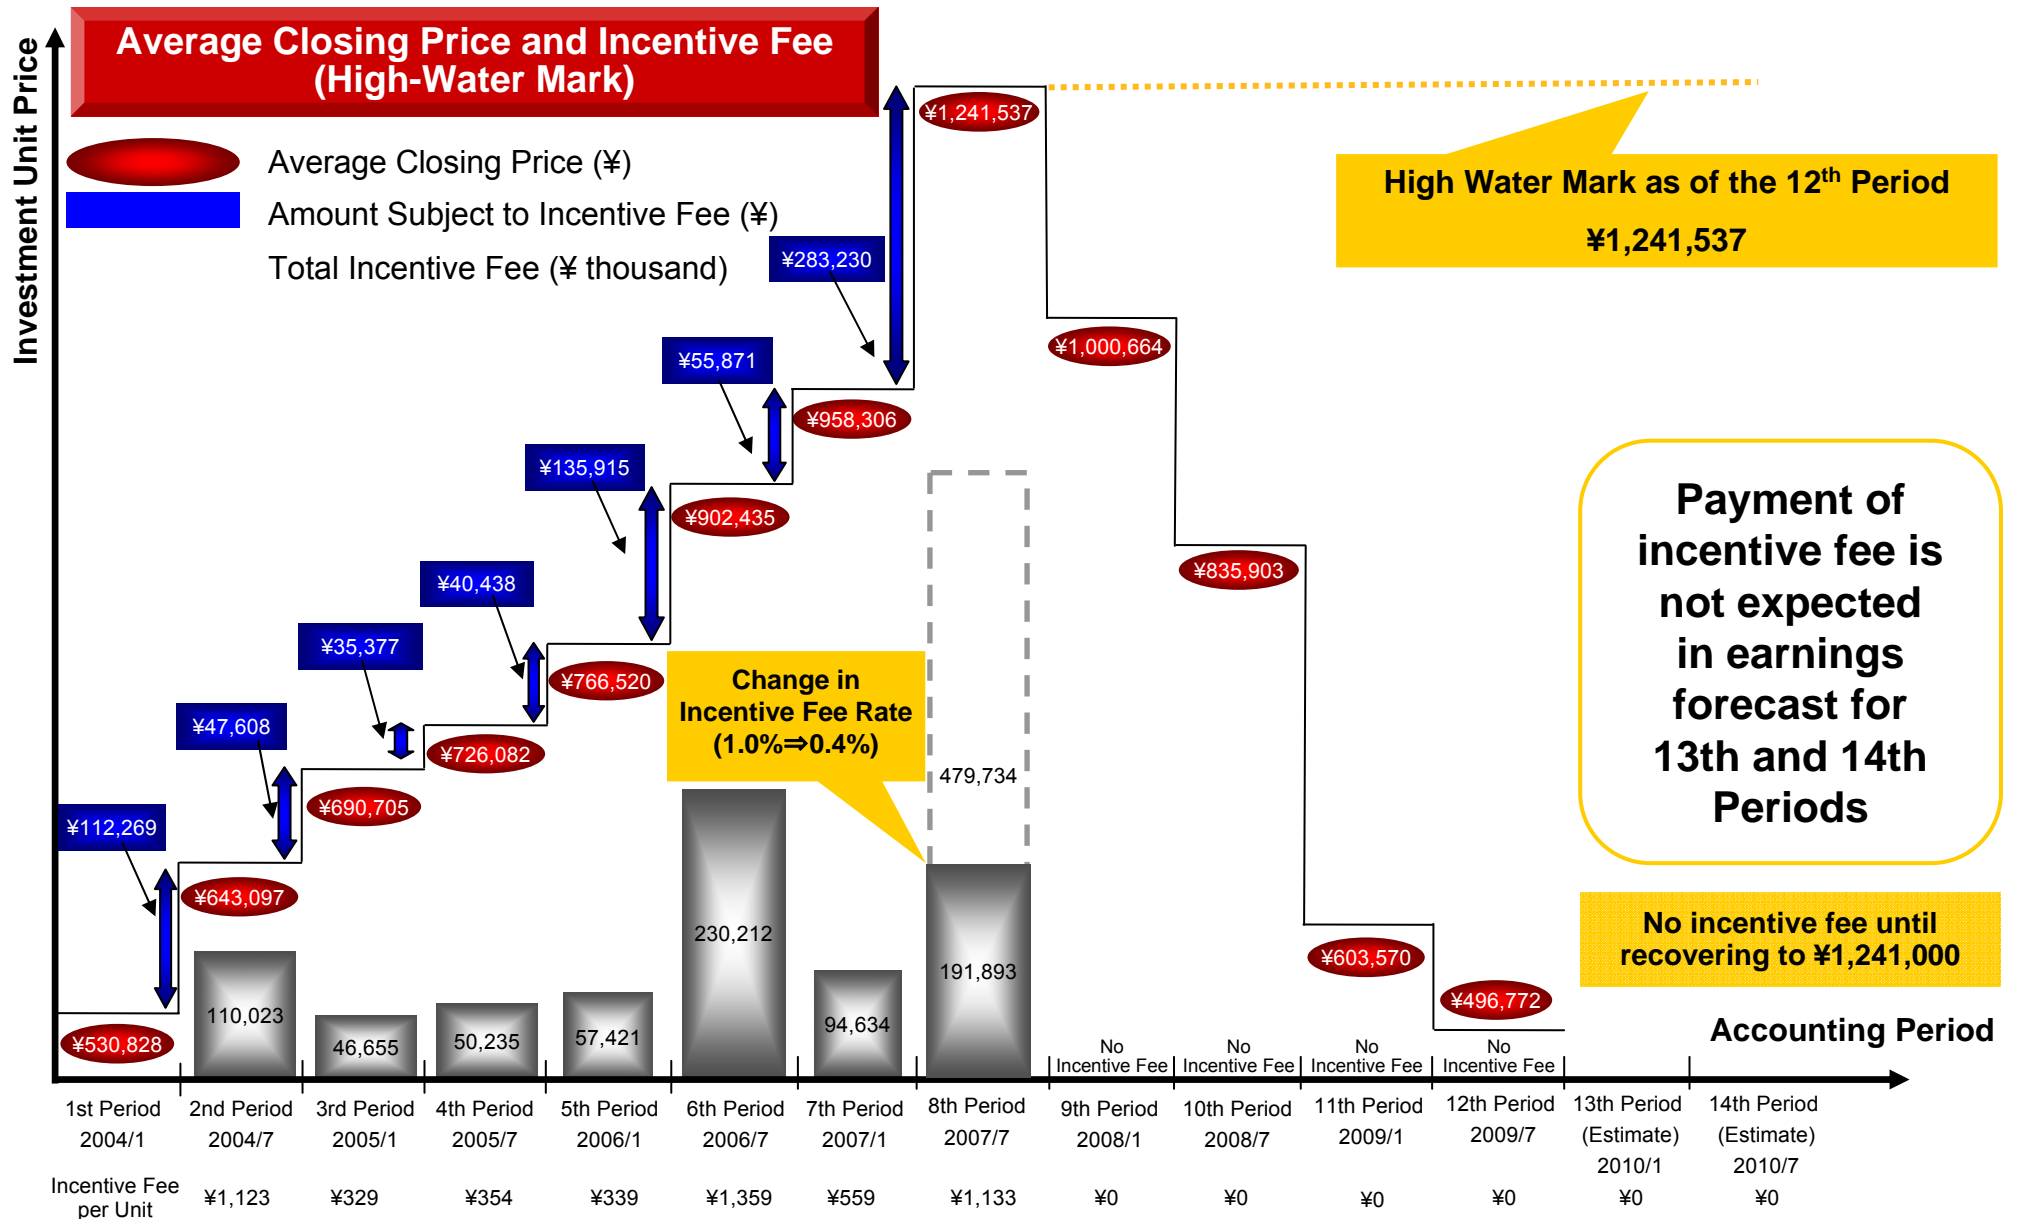 Average Closing Price and Incentive Fee
(High-Water Mark)
Investment Unit Price
Average Closing Price (¥)
Amount Subject to Incentive Fee (¥)
Total Incentive Fee (¥ thousand)
¥1,241,537
High Water Mark as of the 12th Period
¥1,241,537
¥283,230
¥55,871
¥1,000,664
¥958,306
¥135,915
¥902,435
¥40,438
¥835,903
¥35,377
¥766,520
¥47,608
¥726,082
¥112,269
¥690,705
¥643,097
¥530,828
¥603,570
¥496,772
Change in
Incentive Fee Rate
(1.0%⇒0.4%)
479,734
Payment of
incentive fee is
not expected
in earnings
forecast for
13th and 14th
Periods
No incentive fee until
recovering to ¥1,241,000
110,023
46,655
50,235
57,421
230,212
94,634
191,893
No
Incentive Fee
No
Incentive Fee
No
Incentive Fee
No
Incentive Fee
Accounting Period
1st Period
2004/1
2nd Period
2004/7
3rd Period
2005/1
4th Period
2005/7
5th Period
2006/1
6th Period
2006/7
7th Period
2007/1
8th Period
2007/7
9th Period
2008/1
10th Period
2008/7
11th Period
2009/1
12th Period
2009/7
13th Period
(Estimate)
2010/1
14th Period
(Estimate)
2010/7
Incentive Fee
per Unit
¥1,123
¥329
¥354
¥339
¥1,359
¥559
¥1,133
¥0
¥0
¥0
¥0
¥0
¥0